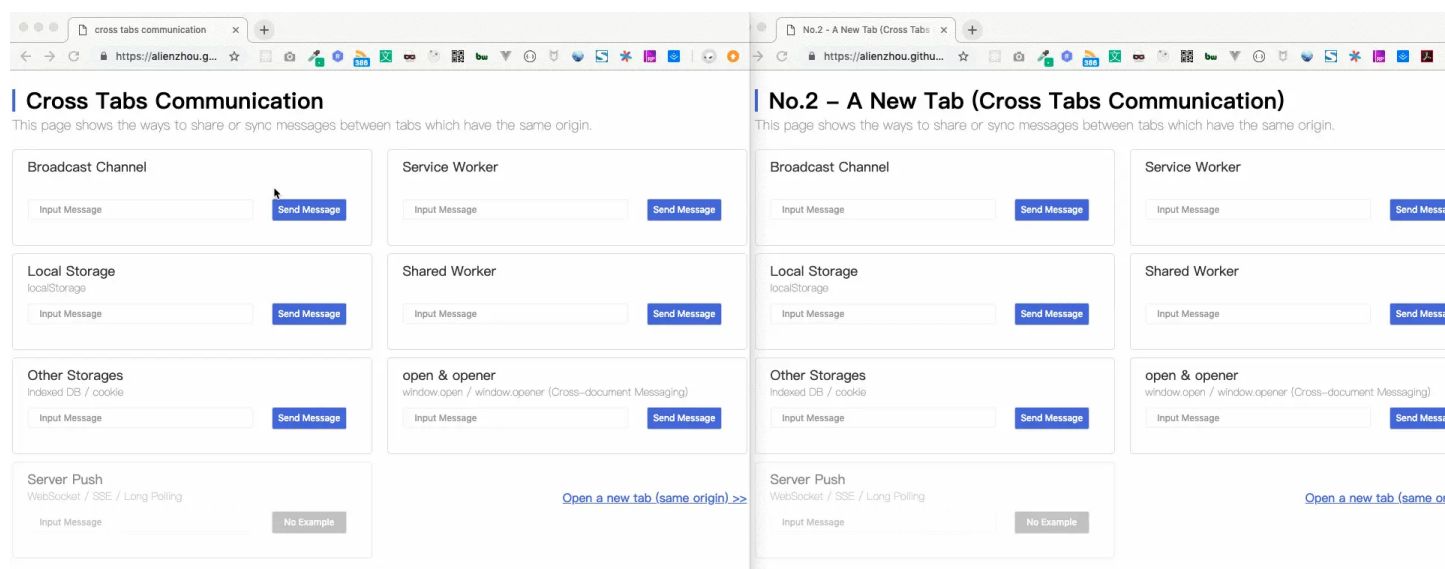 cross tabs communication
https://alienzhou.g...
386
bw
Cross Tabs Communication
This page shows the ways to share or sync messages between tabs which have the same origin.
Broadcast Channel
Input Message
Send Message
Service Worker
Input Message
Send Message
Local Storage
localStorage
Input Message
Send Message
Shared Worker
Input Message
Send Message
Other Storages
Indexed DB / cookie
Input Message
Send Message
open & opener
window.open / window.opener (Cross-document Messaging)
Input Message
Send Message
Server Push
WebSocket / SSE / Long Polling
Input Message
No Example
Open a new tab (same origin) >>
No.2 - A New Tab (Cross Tabs
https://alienzhou.githu...
386
bw
No.2 – A New Tab (Cross Tabs Communication)
This page shows the ways to share or sync messages between tabs which have the same origin.
Broadcast Channel
Input Message
Send Message
Service Worker
Input Message
Send Messa
Local Storage
localStorage
Input Message
Send Message
Shared Worker
Input Message
Send Messa
Other Storages
Indexed DB / cookie
Input Message
Send Message
open & opener
window.open / window.opener (Cross-document Messaging)
Input Message
Send Messa
Server Push
WebSocket / SSE / Long Polling
Input Message
No Example
Open a new tab (same or